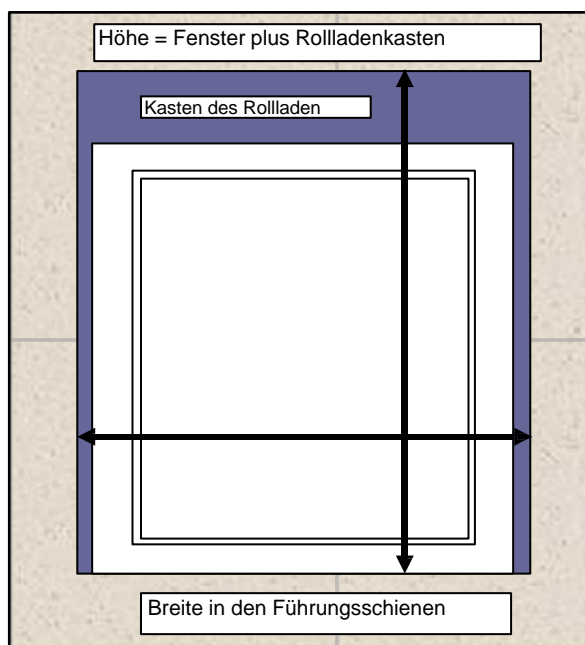 Höhe = Fenster plus Rollladenkasten
Kasten des Rollladen
Breite in den Führungsschienen